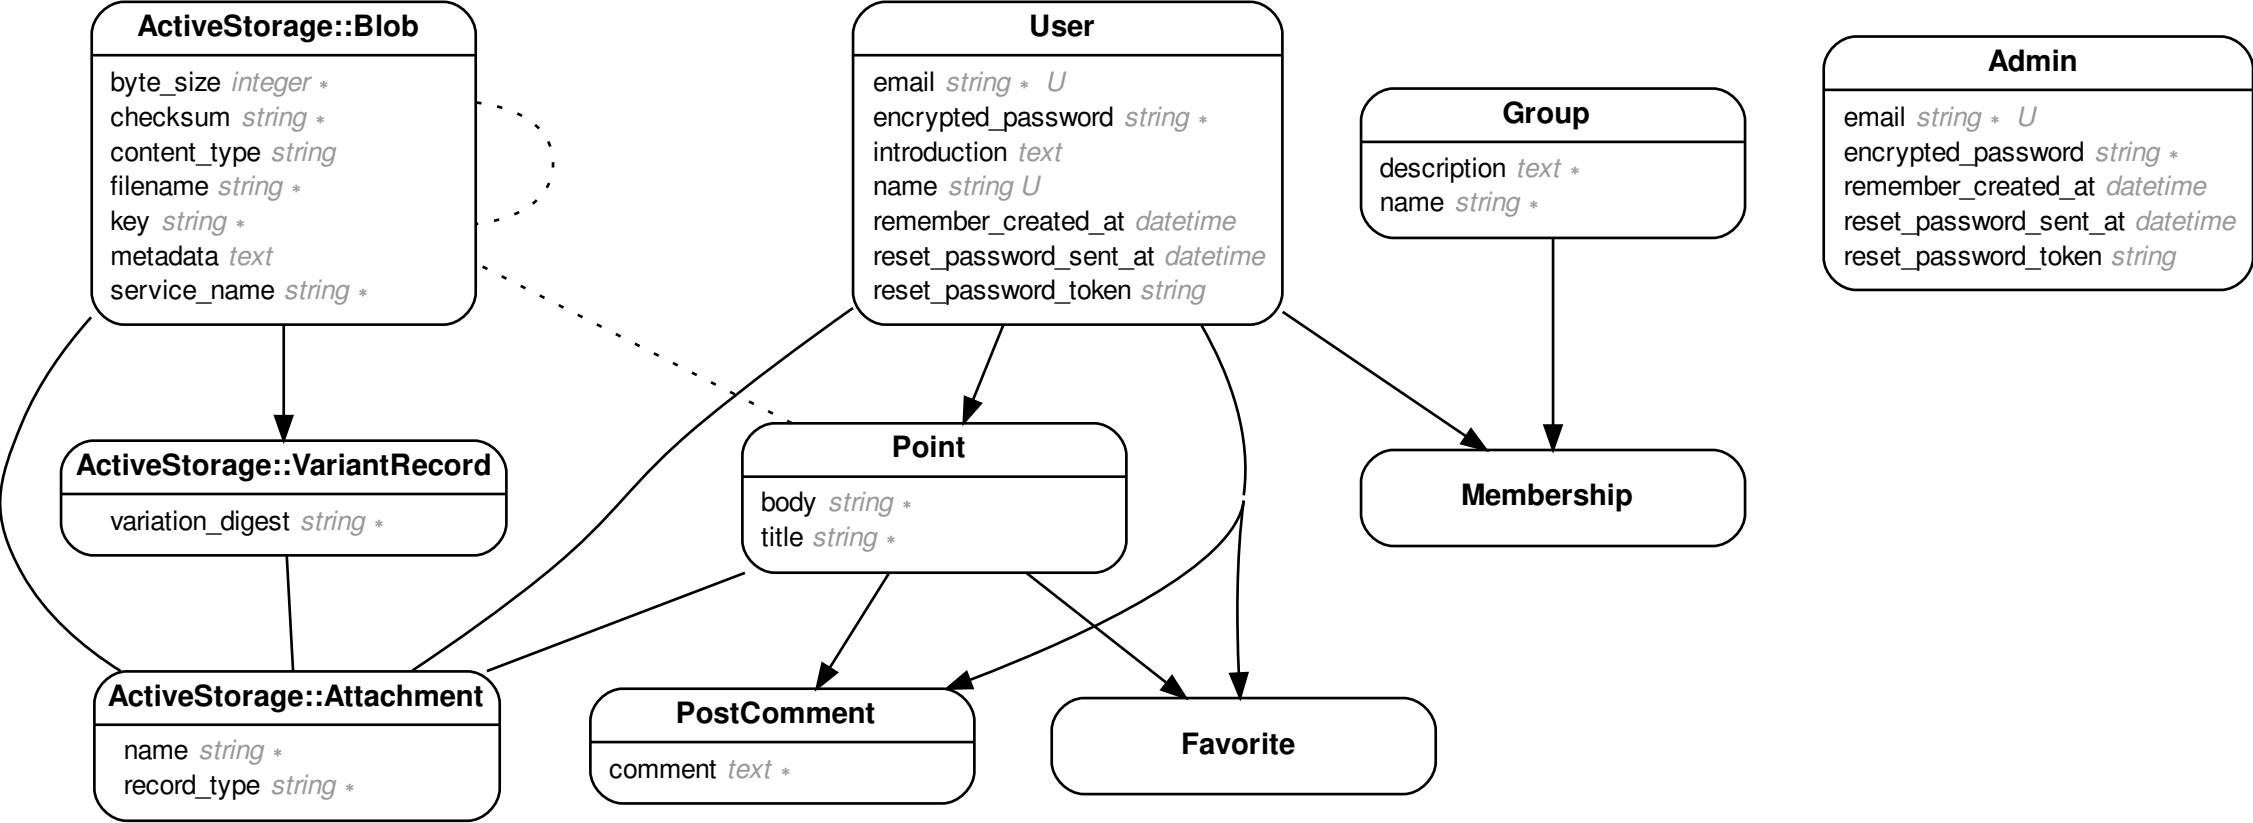 ActiveStorage::Blob
byte_size integer *
checksum string *
content_type string
filename string *
key string *
metadata text
service_name string *
User
email string * U
encrypted_password string *
introduction text
name string U
remember_created_at datetime
reset_password_sent_at datetime
reset_password_token string
Group
description text *
name string *
Admin
email string * U
encrypted_password string *
remember_created_at datetime
reset_password_sent_at datetime
reset_password_token string
ActiveStorage::VariantRecord
variation_digest string *
Point
body string *
title string *
Membership
ActiveStorage::Attachment
name string *
record_type string *
PostComment
comment text *
Favorite